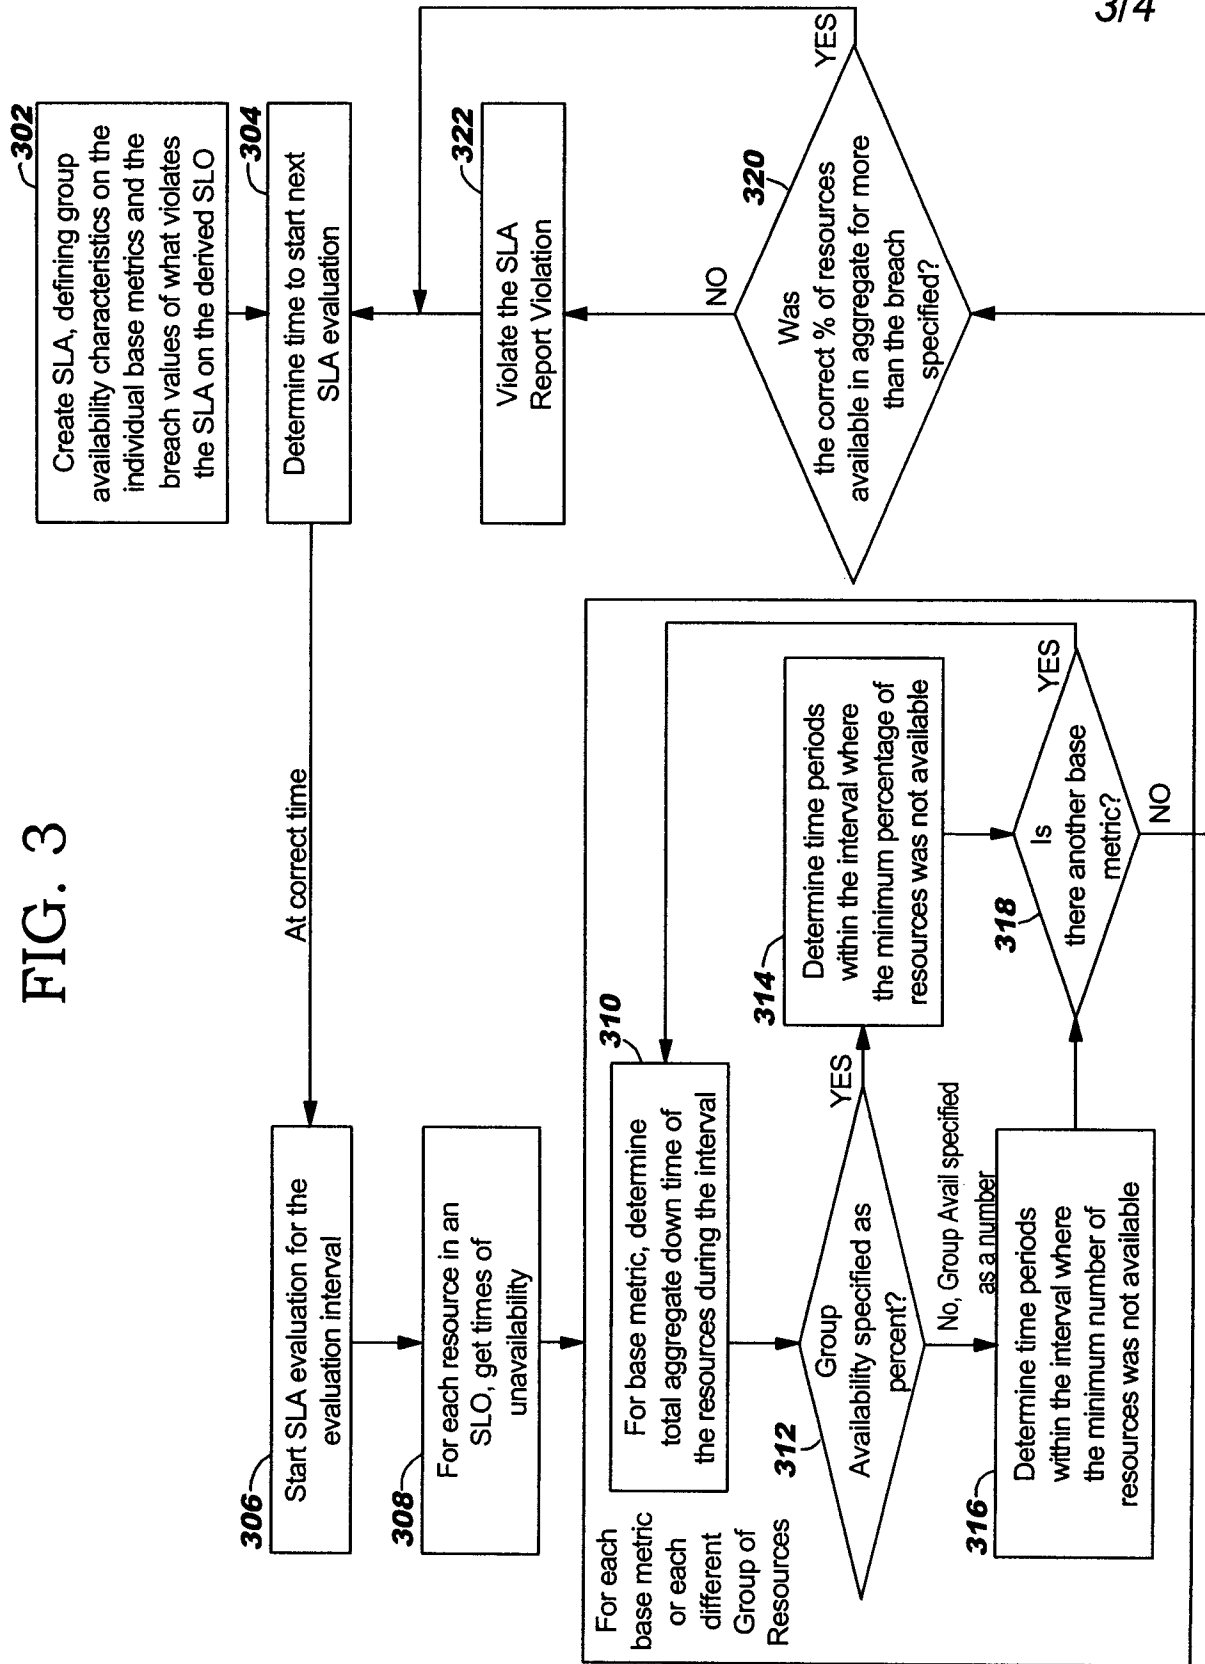 3/4
FIG. 3
302
Create SLA, defining group
availability characteristics on the
individual base metrics and the
breach values of what violates
the SLA on the derived SLO
304
Determine time to start next
SLA evaluation
At correct time
306
Start SLA evaluation for the
evaluation interval
308
For each resource in an
SLO, get times of
unavailability
For each
base metric
or each
different
Group of
Resources
310
For base metric, determine
total aggregate down time of
the resources during the interval
312
Group
Availability specified as
percent?
YES
No, Group Avail specified
as a number
314
Determine time periods
within the interval where
the minimum percentage of
resources was not available
316
Determine time periods
within the interval where
the minimum number of
resources was not available
318
Is
there another base
metric?
YES
NO
320
Was
the correct % of resources
available in aggregate for more
than the breach
specified?
YES
NO
322
Violate the SLA
Report Violation